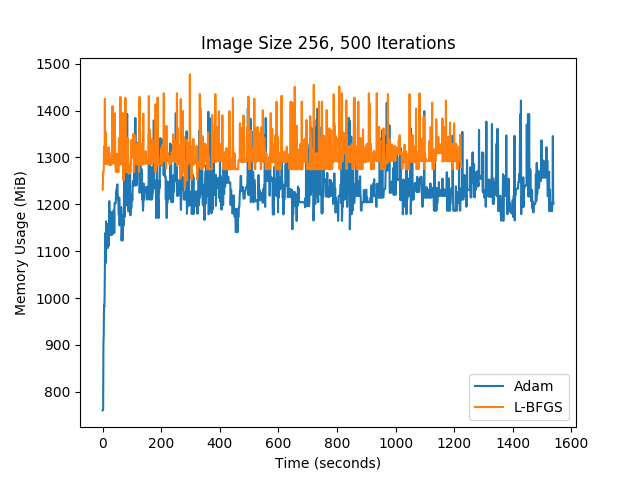 Image Size 256, 500 Iterations
Memory Usage (MiB)
1500
1400
1300
1200
1100
1000
900
800
0 200 400 600 800 1000 1200 1400 1600
Time (seconds)
Adam
L-BFGS